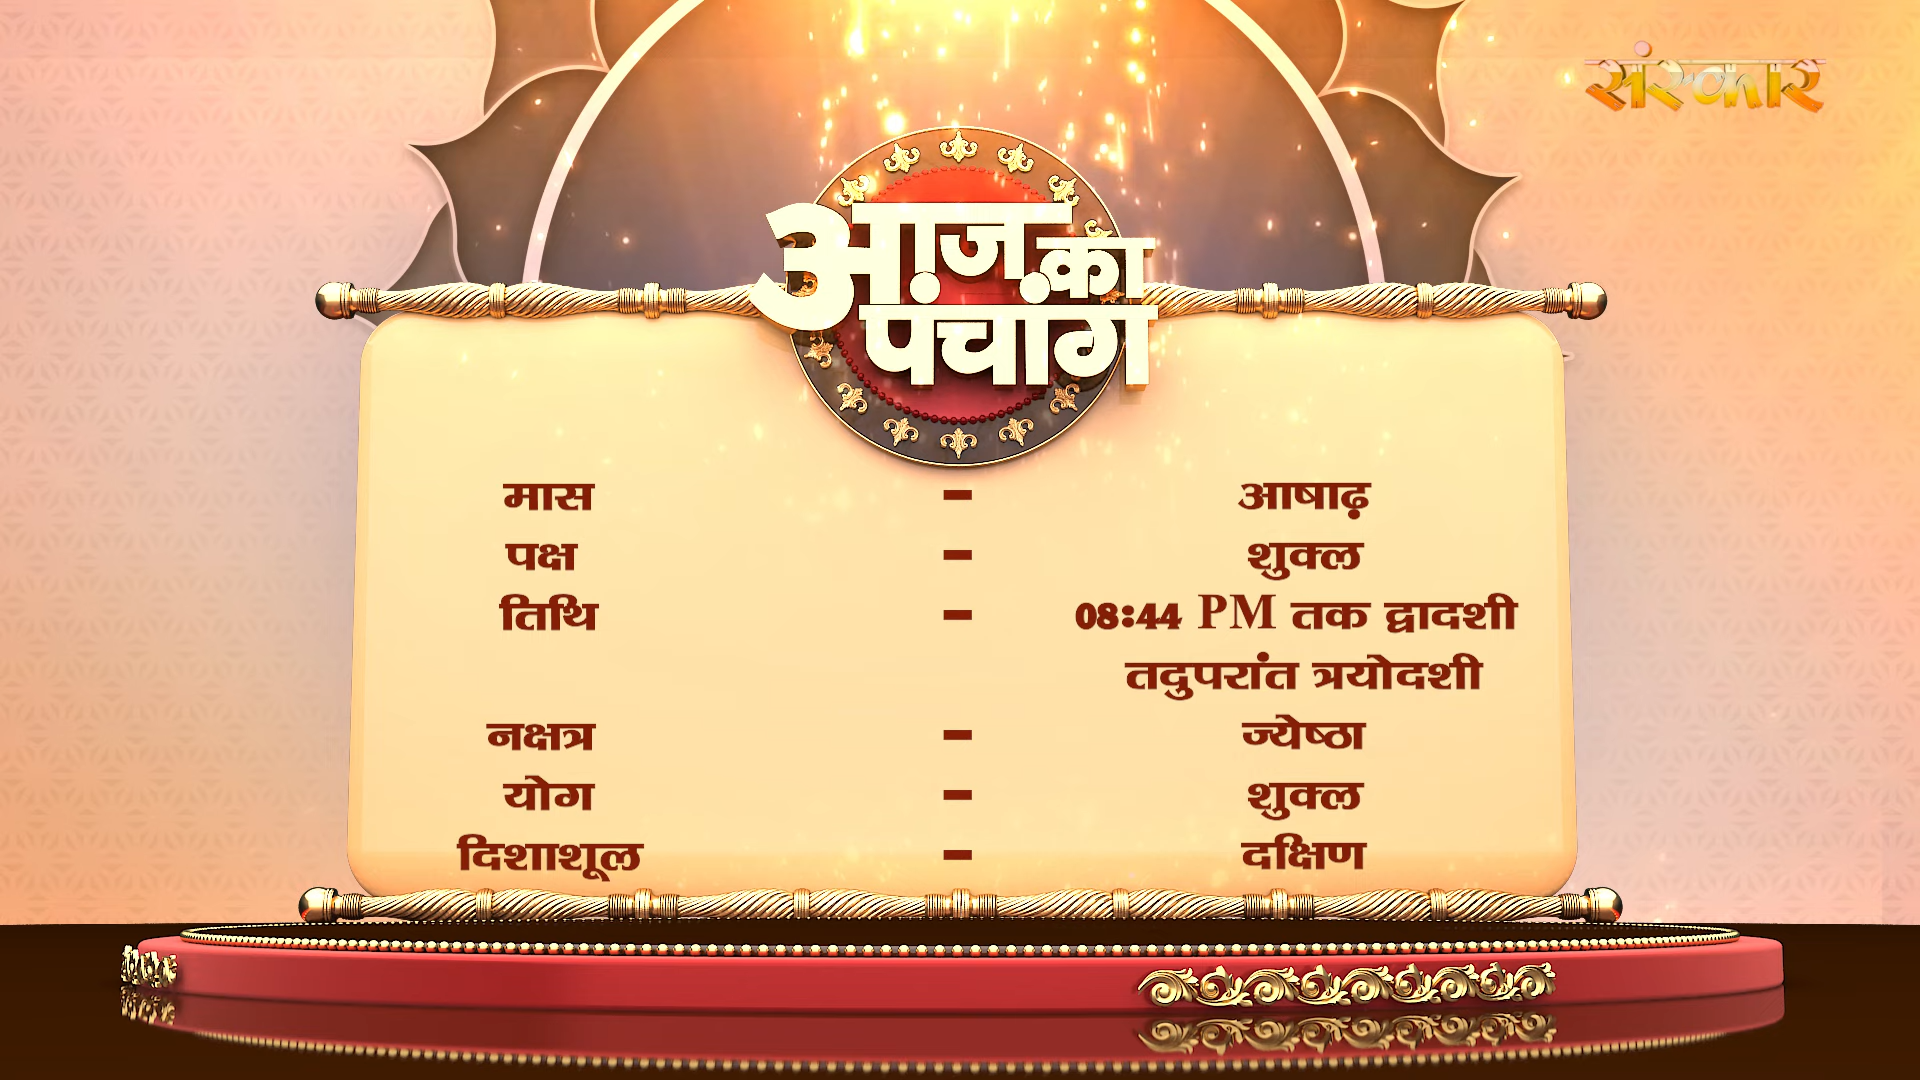 संस्कार
आज का
पंचांग
मास - आषाढ़
पक्ष - शुक्ल
तिथि - 08:44 PM तक द्वादशी
तदुपरांत त्रयोदशी
नक्षत्र - ज्येष्ठा
योग - शुक्ल
दिशाशूल - दक्षिण